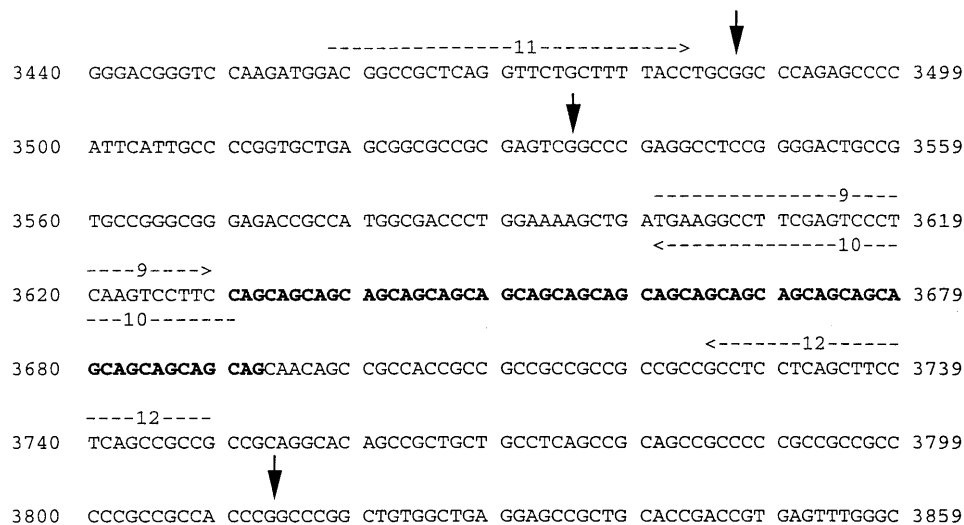 ---------------11------------>
3440 GGGACGGGTC CAAGATGGAC GGCCGCTCAG GTTCTGCTTT TACCTGCGGC CCAGAGCCCC 3499
3500 ATTCATTGCC CCGGTGCTGA GCGGCGCCGC GAGTCGGCCC GAGGCCTCCG GGGACTGCCG 3559
---------------9----
3560 TGCCGGGCGG GAGACCGCCA TGGCGACCCT GGAAAAGCTG ATGAAGGCCT TCGAGTCCCT 3619
<--------------10---
----9----->
3620 CAAGTCCTTC CAGCAGCAGC AGCAGCAGCA GCAGCAGCAG CAGCAGCAGC AGCAGCAGCA 3679
---10-------
<-------12------
3680 GCAGCAGCAG CAGCAACAGC CGCCACCGCC GCCGCCGCCG CCGCCGCCTC CTCAGCTTCC 3739
----12----
3740 TCAGCCGCCG CCGCAGGCAC AGCCGCTGCT GCCTCAGCCG CAGCCGCCCC CGCCGCCGCC 3799
3800 CCCGCCGCCA CCCGGCCCGG CTGTGGCTGA GGAGCCGCTG CACCGACCGT GAGTTTGGGC 3859